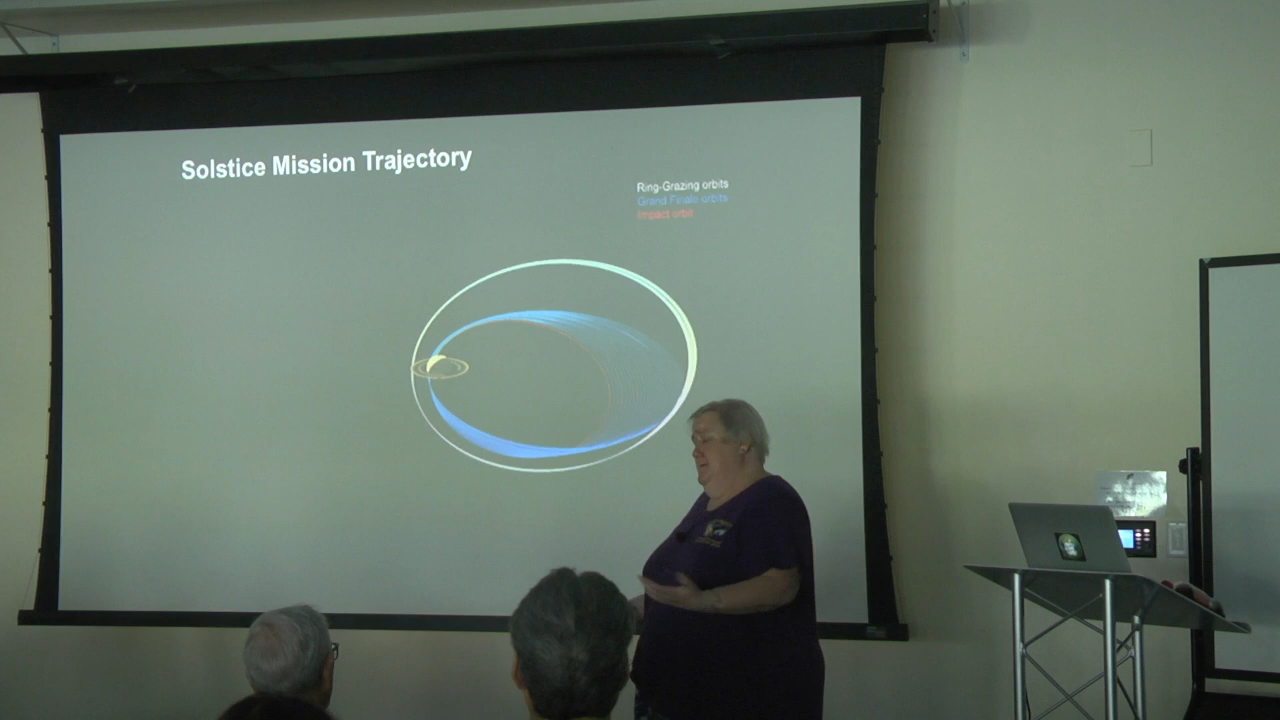 Solstice Mission Trajectory
Ring-Grazing orbits
Grand Finale orbits
Impact orbit